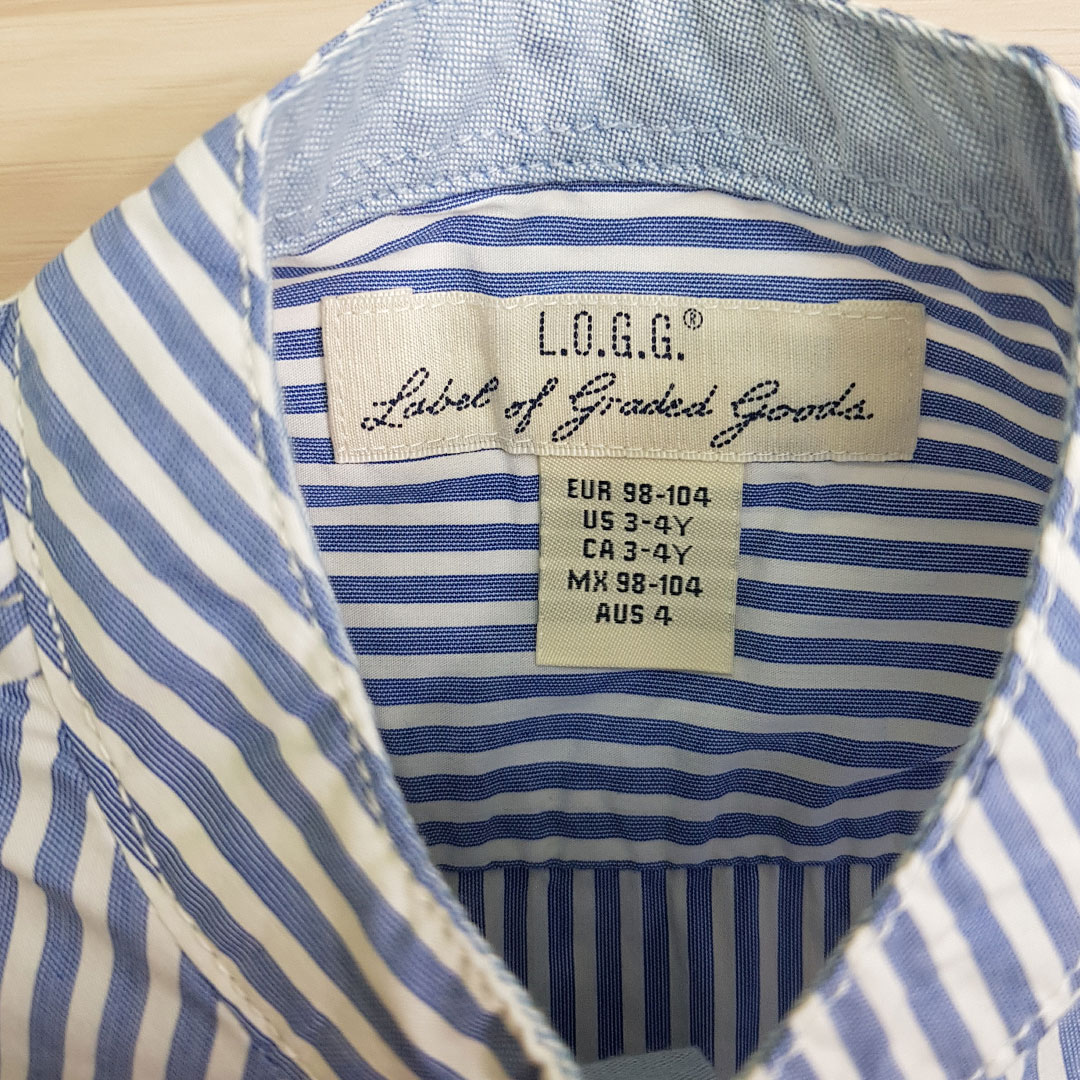 L.O.G.G.®
Label of Graded Goods.
EUR 98-104
US 3-4Y
CA 3-4Y
MX 98-104
AUS 4